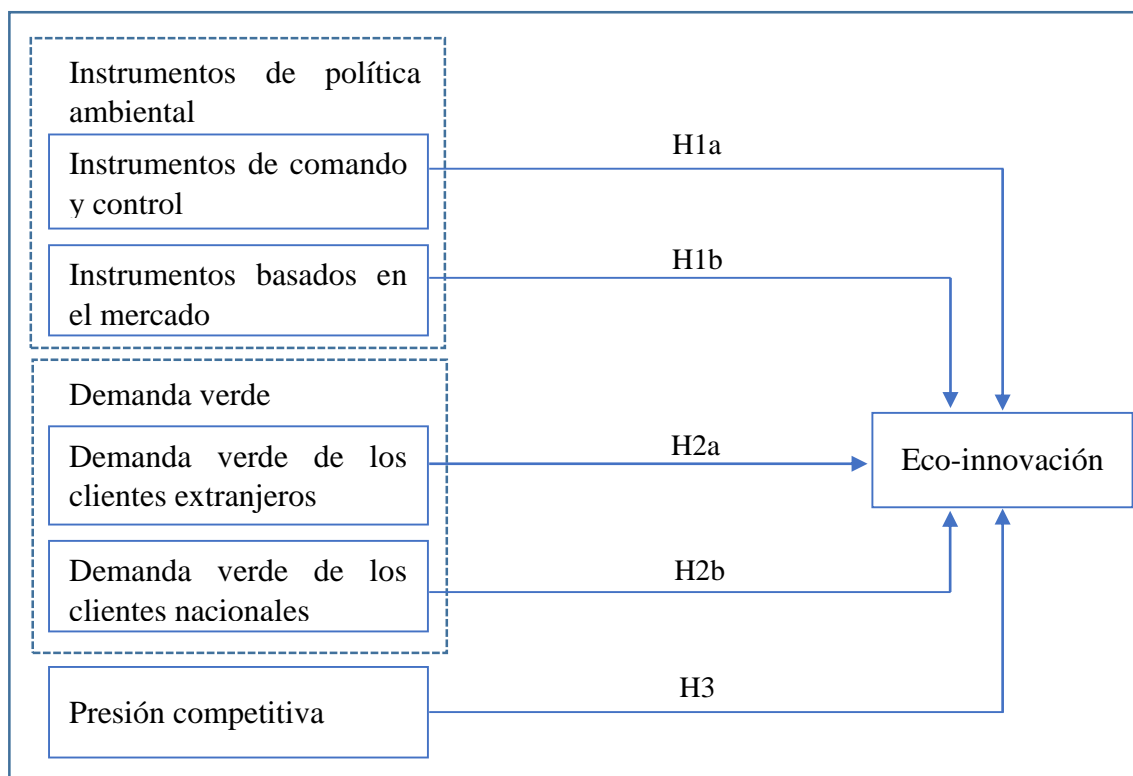 Instrumentos de política
ambiental
Instrumentos de comando
y control
H1a
Instrumentos basados en
el mercado
H1b
Demanda verde
Demanda verde de los
clientes extranjeros
H2a
Eco-innovación
Demanda verde de los
clientes nacionales
H2b
Presión competitiva
H3